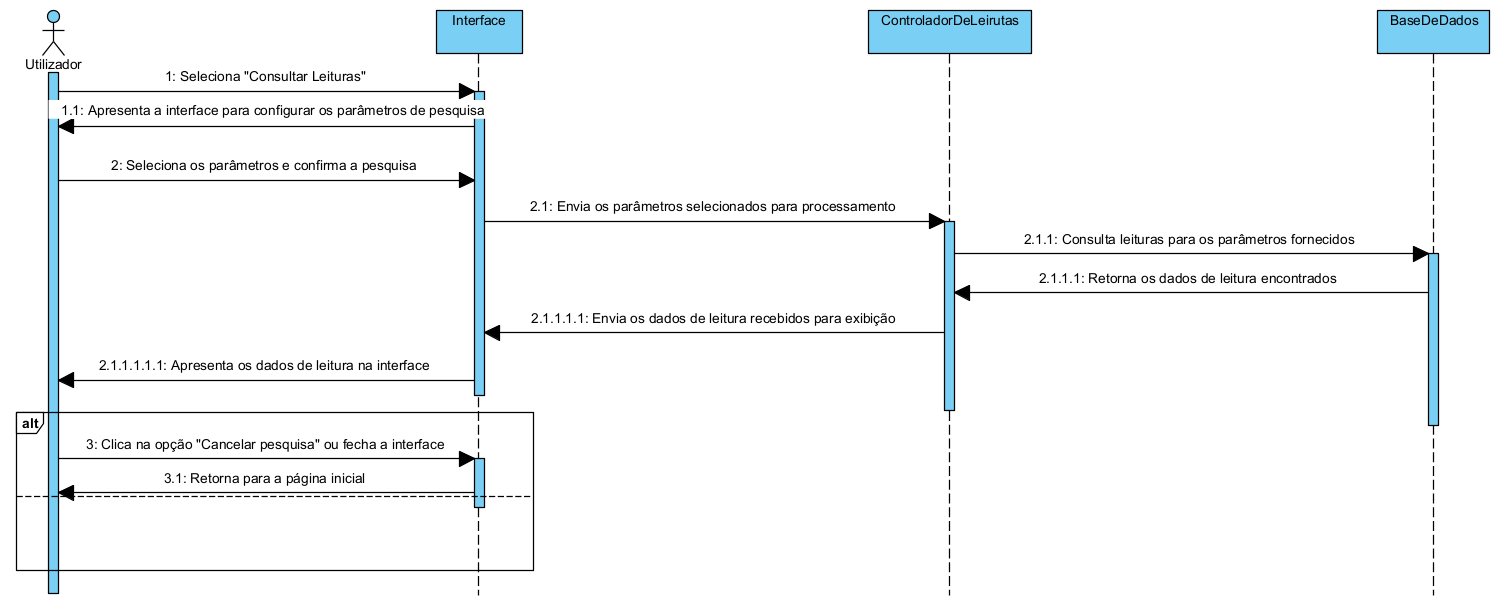 Interface
ControladorDeLeirutas
BaseDeDados
Utilizador
1: Seleciona "Consultar Leituras"
1.1: Apresenta a interface para configurar os parâmetros de pesquisa
2: Seleciona os parâmetros e confirma a pesquisa
2.1: Envia os parâmetros selecionados para processamento
2.1.1: Consulta leituras para os parâmetros fornecidos
2.1.1.1: Retorna os dados de leitura encontrados
2.1.1.1.1: Envia os dados de leitura recebidos para exibição
2.1.1.1.1.1: Apresenta os dados de leitura na interface
alt
3: Clica na opção "Cancelar pesquisa" ou fecha a interface
3.1: Retorna para a página inicial